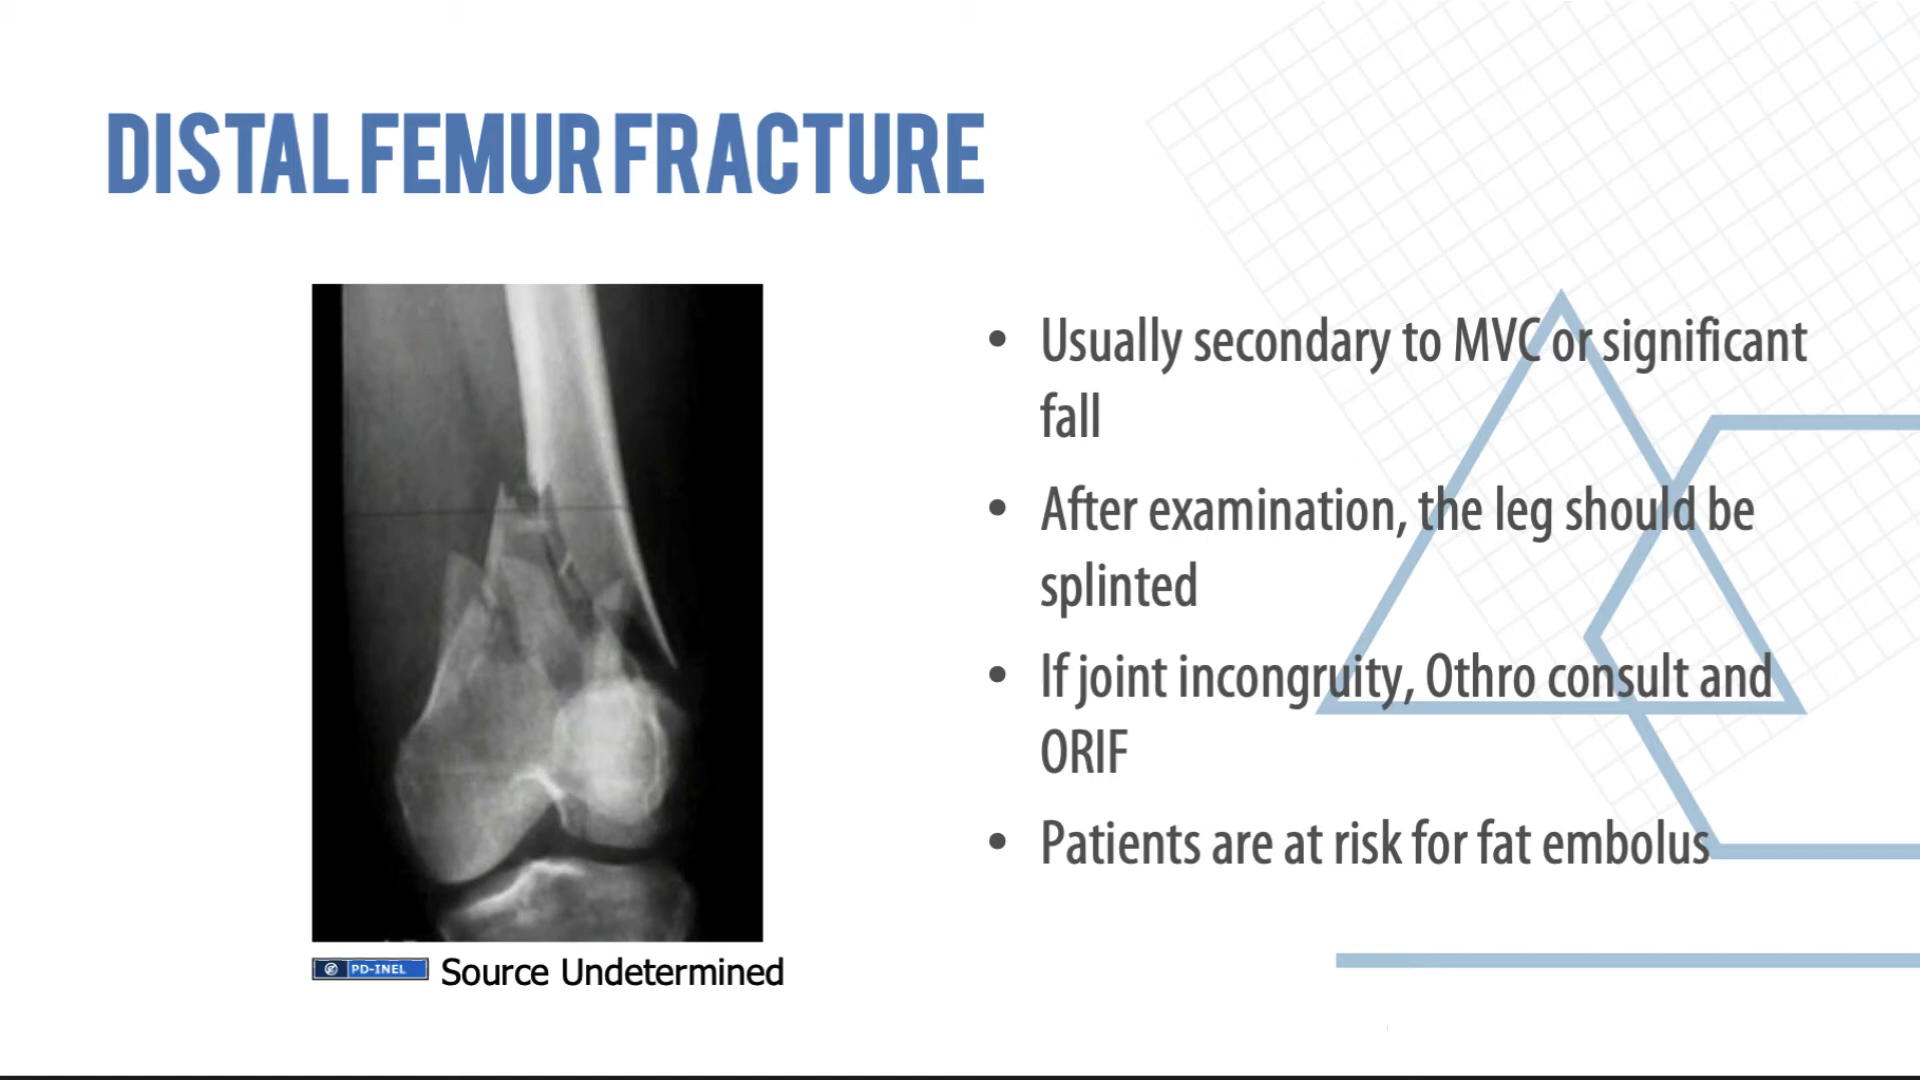 DISTAL FEMUR FRACTURE
• Usually secondary to MVC or significant
fall
• After examination, the leg should be
splinted
• If joint incongruity, Othro consult and
ORIF
• Patients are at risk for fat embolus
PD-INEL Source Undetermined